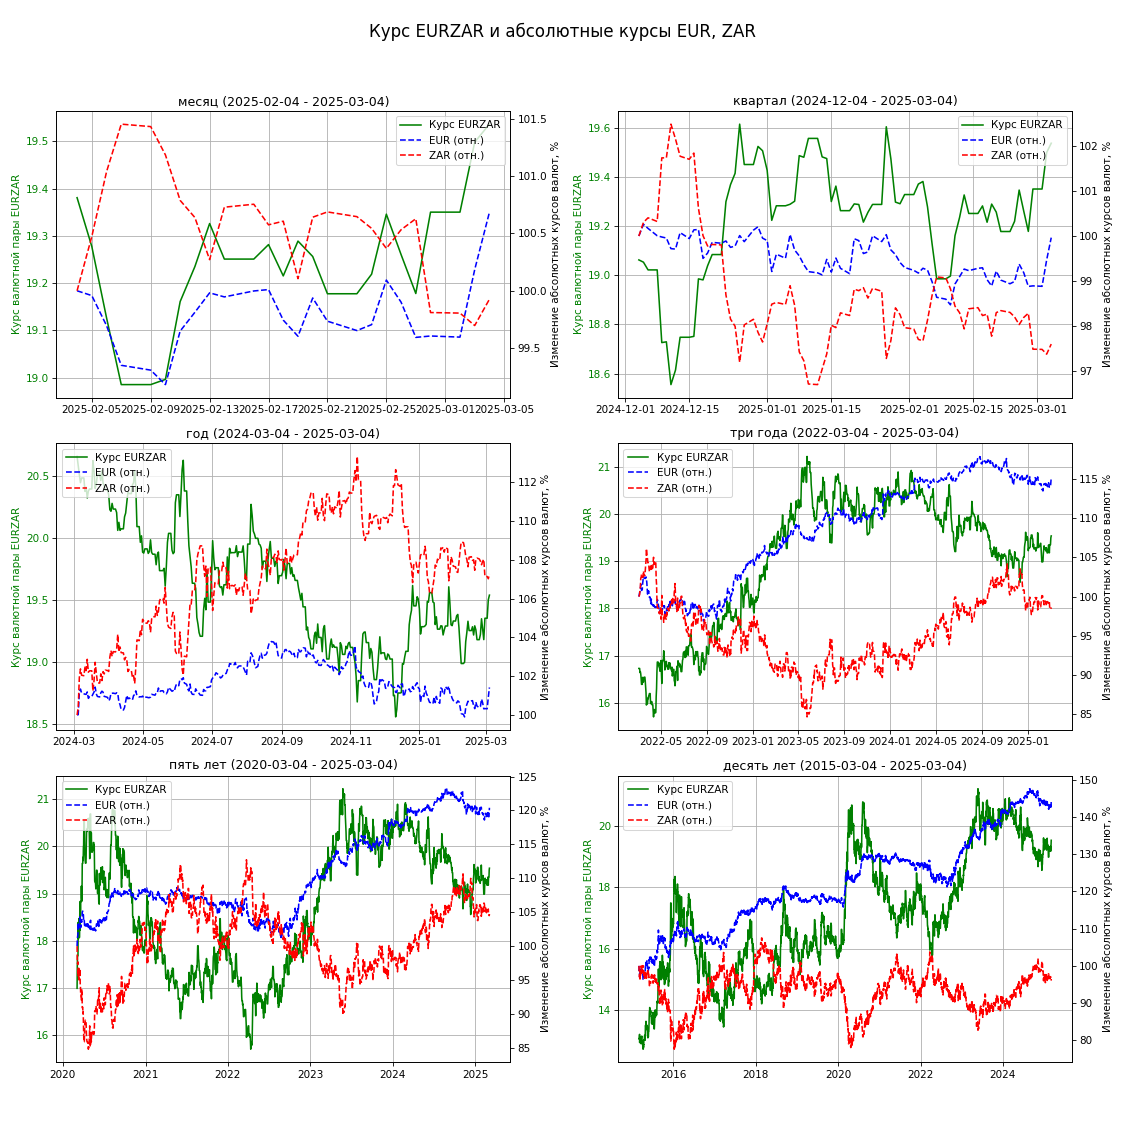 Курс EURZAR и абсолютные курсы EUR, ZAR
месяц (2025-02-04 - 2025-03-04)
Курс валютной пары EURZAR
19.5
19.4
19.3
19.2
19.1
19.0
Курс EURZAR
EUR (отн.)
ZAR (отн.)
101.5
101.0
100.5
100.0
99.5
Изменение абсолютных курсов валют, %
2025-02-05 2025-02-09 2025-02-13 2025-02-17 2025-02-21 2025-02-25 2025-03-01 2025-03-05
квартал (2024-12-04 - 2025-03-04)
Курс валютной пары EURZAR
19.6
19.4
19.2
19.0
18.8
18.6
Курс EURZAR
EUR (отн.)
ZAR (отн.)
102
101
100
99
98
97
Изменение абсолютных курсов валют, %
2024-12-01 2024-12-15 2025-01-01 2025-01-15 2025-02-01 2025-02-15 2025-03-01
год (2024-03-04 - 2025-03-04)
Курс валютной пары EURZAR
20.5
20.0
19.5
19.0
18.5
Курс EURZAR
EUR (отн.)
ZAR (отн.)
112
110
108
106
104
102
100
Изменение абсолютных курсов валют, %
2024-03 2024-05 2024-07 2024-09 2024-11 2025-01 2025-03
три года (2022-03-04 - 2025-03-04)
Курс валютной пары EURZAR
21
20
19
18
17
16
Курс EURZAR
EUR (отн.)
ZAR (отн.)
115
110
105
100
95
90
85
Изменение абсолютных курсов валют, %
2022-05 2022-09 2023-01 2023-05 2023-09 2024-01 2024-05 2024-09 2025-01
пять лет (2020-03-04 - 2025-03-04)
Курс валютной пары EURZAR
21
20
19
18
17
16
Курс EURZAR
EUR (отн.)
ZAR (отн.)
125
120
115
110
105
100
95
90
85
Изменение абсолютных курсов валют, %
2020 2021 2022 2023 2024 2025
десять лет (2015-03-04 - 2025-03-04)
Курс валютной пары EURZAR
20
18
16
14
Курс EURZAR
EUR (отн.)
ZAR (отн.)
150
140
130
120
110
100
90
80
Изменение абсолютных курсов валют, %
2016 2018 2020 2022 2024